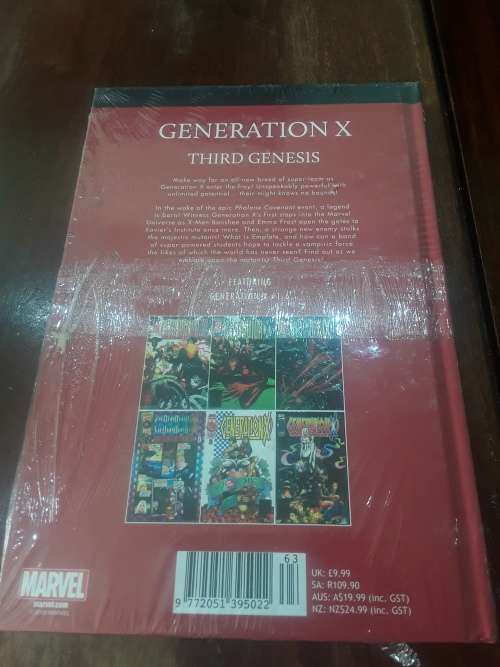 GENERATION X
THIRD GENESIS
Make way for an all-new breed of super-team as
Generation X enter the fray! Unspeakably powerful with
unlimited potential... their might knows no bounds!
In the wake of the epic Phalanx Covenant event, a legend
is born! Witness Generation X's first steps into the Marvel
Universe as X-Men Banshee and Emma Frost open the gates to
Xavier's Institute once more. Then, a strange new enemy stalks
the majestic mutants! What is Emplate, and how can a band
of super-powered students hope to tackle a vampiric force
the likes of which the world has never seen? Find out as we
embark upon the mutants' Third Genesis!
FEATURING
GENERATION X
GENERATION X
GENERATION X
MARVEL
marvel.com
63
9 772051 395022
UK: £9.99
SA: R109.90
AUS: A$19.99 (inc. GST)
NZ: NZ$24.99 (inc. GST)